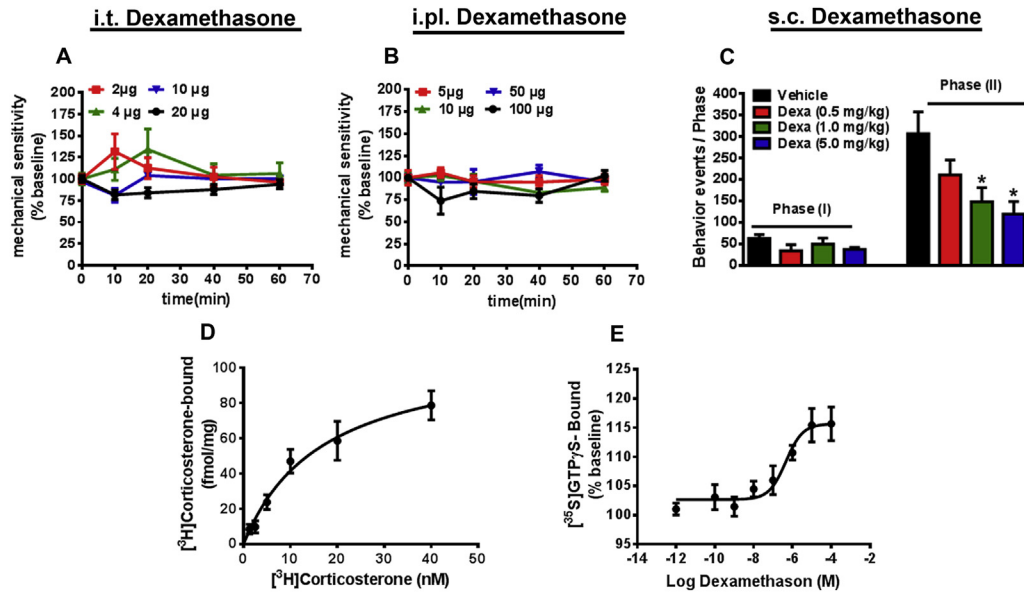 i.t. Dexamethasone
i.pl. Dexamethasone
s.c. Dexamethasone
A
2µg
10 µg
4 µg
20 µg
mechanical sensitivity
(% baseline)
200
175
150
125
100
75
50
25
0
0 10 20 30 40 50 60 70
time(min)
B
5µg
50 µg
10 µg
100 µg
mechanical sensitivity
(% baseline)
200
175
150
125
100
75
50
25
0
0 10 20 30 40 50 60 70
time(min)
C
Vehicle
Dexa (0.5 mg/kg)
Dexa (1.0 mg/kg)
Dexa (5.0 mg/kg)
Phase (II)
Phase (I)
* *
Behavior events / Phase
400
350
300
250
200
150
100
50
0
D
[³H]Corticosterone-bound
(fmol/mg)
100
80
60
40
20
0
0 10 20 30 40 50
[³H]Corticosterone (nM)
E
[³⁵S]GTPγS- Bound
(% baseline)
125
120
115
110
105
100
95
-14 -12 -10 -8 -6 -4 -2
Log Dexamethason (M)